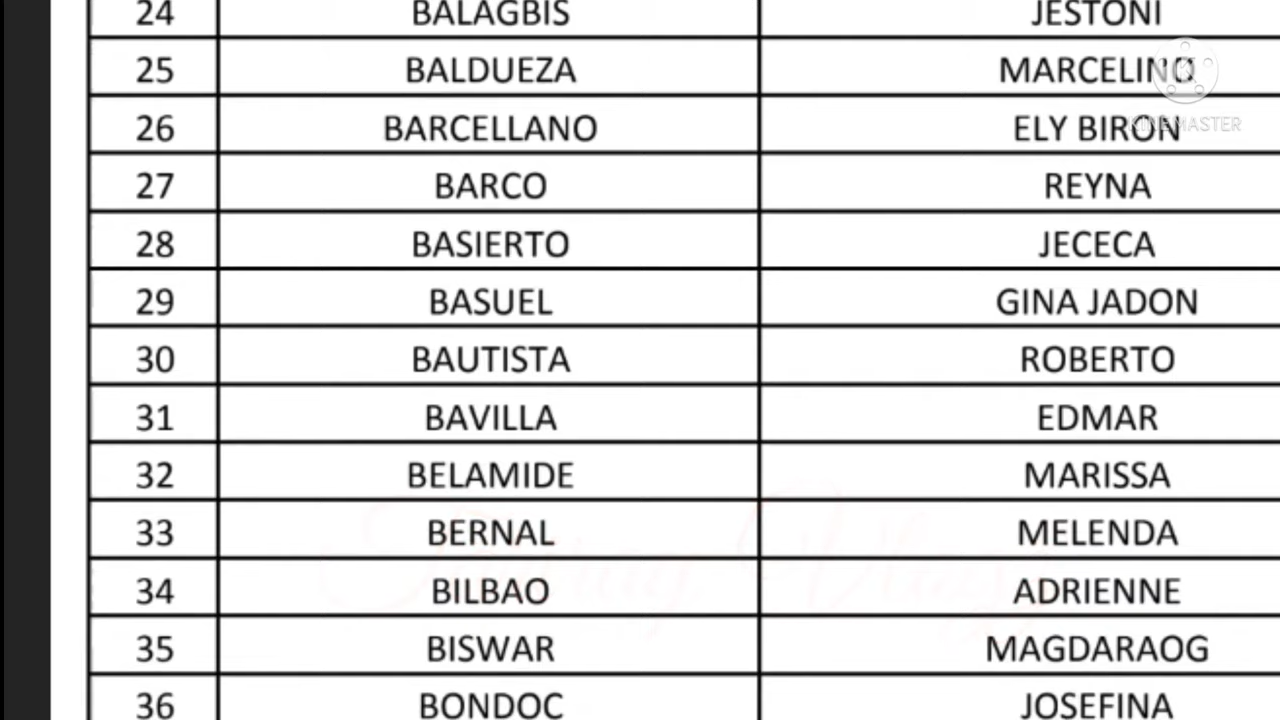 24 BALAGBIS JESTONI
25 BALDUEZA MARCELINO
26 BARCELLANO ELY BIRON
27 BARCO REYNA
28 BASIERTO JECECA
29 BASUEL GINA JADON
30 BAUTISTA ROBERTO
31 BAVILLA EDMAR
32 BELAMIDE MARISSA
33 BERNAL MELENDA
34 BILBAO ADRIENNE
35 BISWAR MAGDARAOG
36 BONDOC JOSEFINA
KINEMASTER